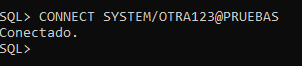 SQL> CONNECT SYSTEM/OTRA123@PRUEBAS
Conectado.
SQL>